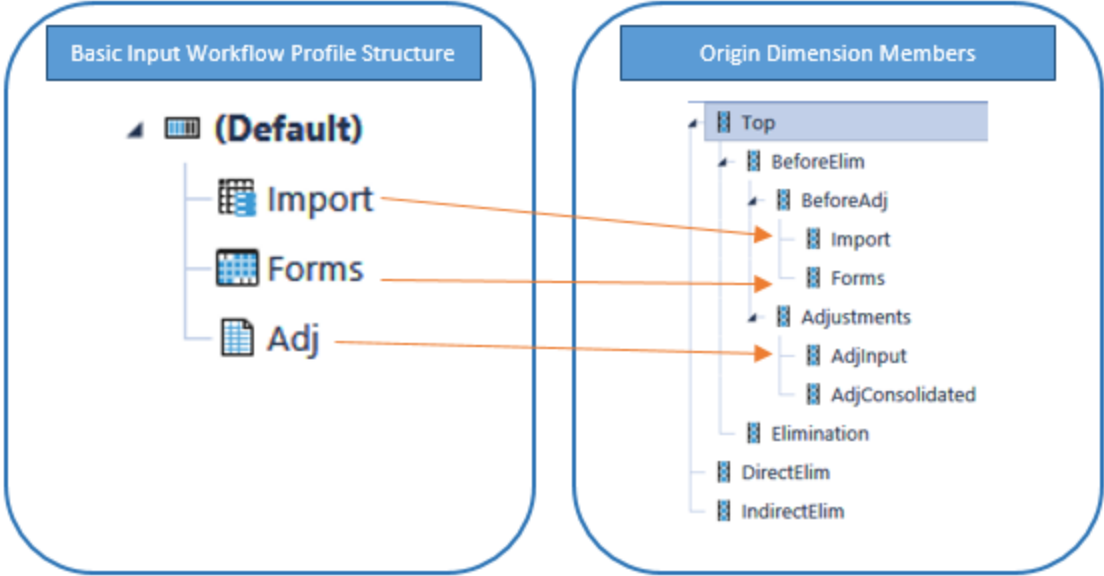 Basic Input Workflow Profile Structure
(Default)
Import
Forms
Adj
Origin Dimension Members
Top
BeforeElim
BeforeAdj
Import
Forms
Adjustments
AdjInput
AdjConsolidated
Elimination
DirectElim
IndirectElim